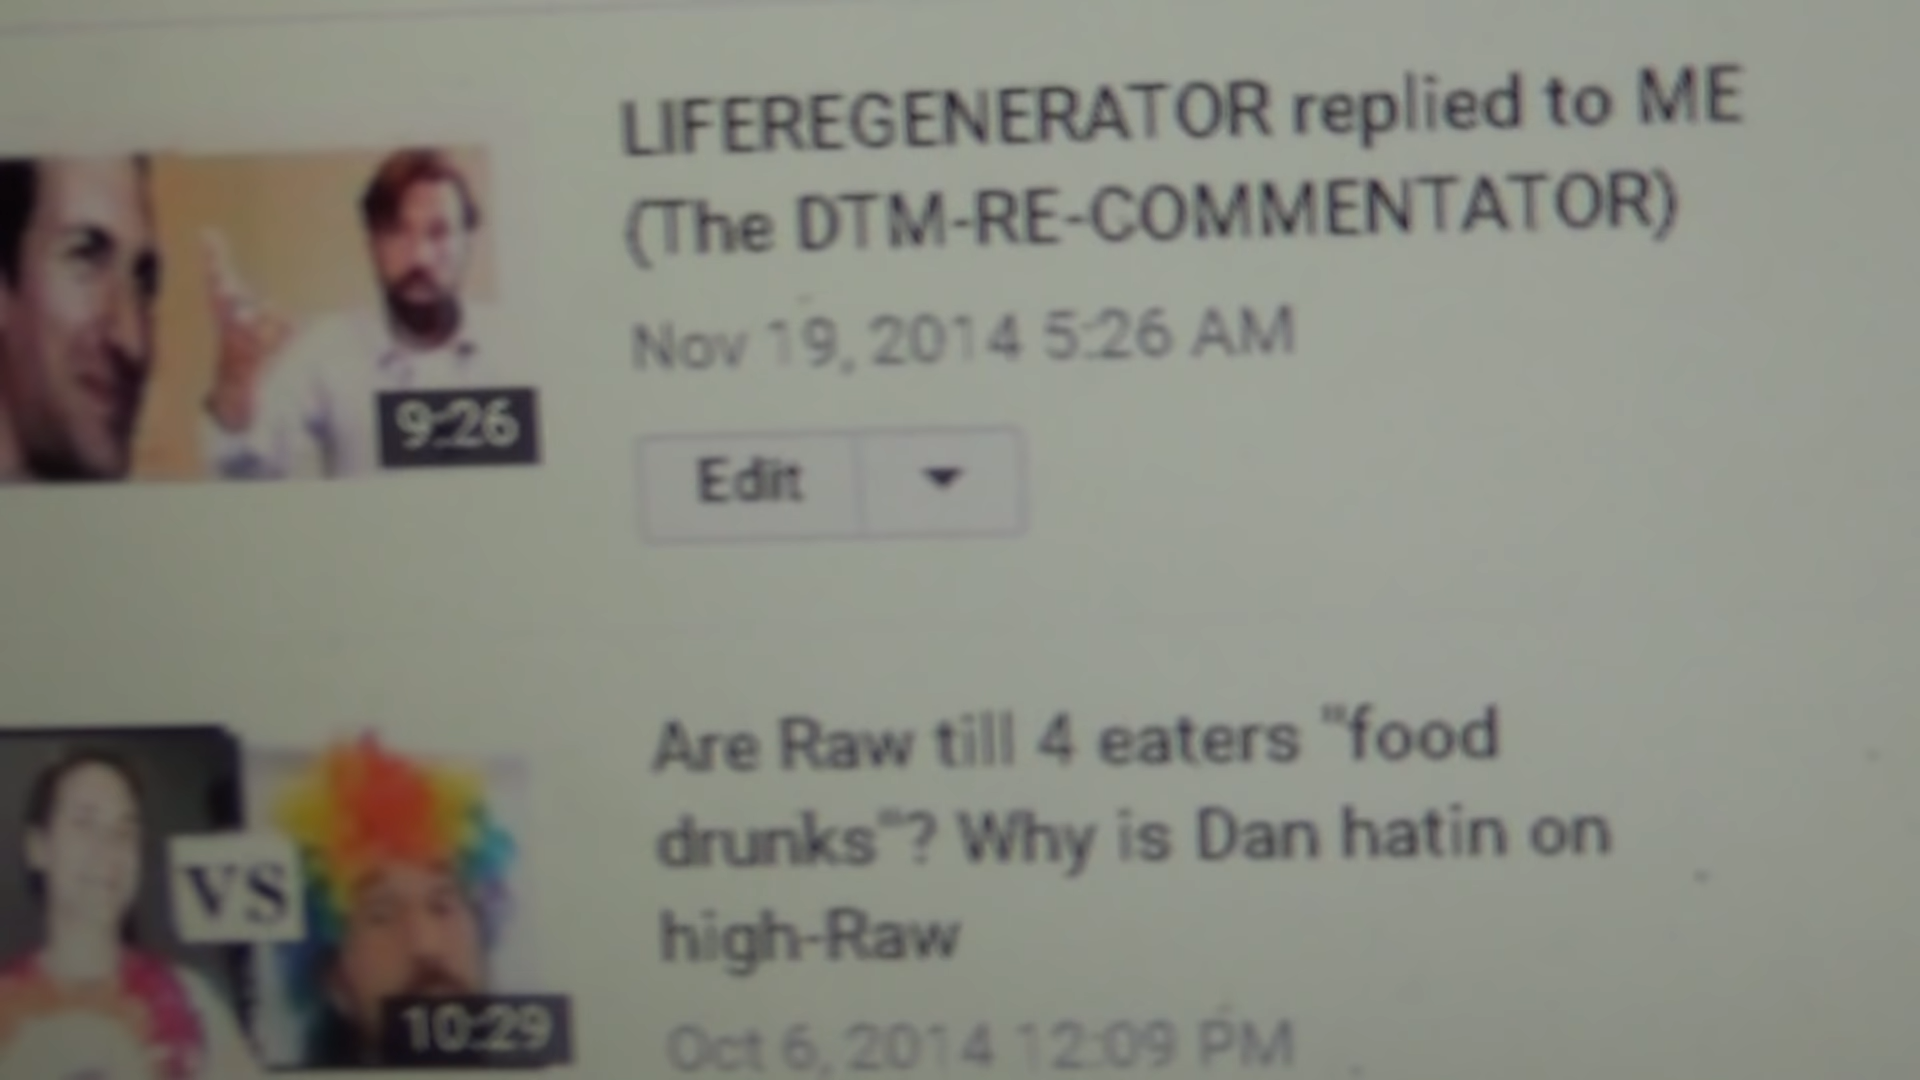 LIFEREGENERATOR replied to ME
(The DTM-RE-COMMENTATOR)
Nov 19, 2014 5:26 AM
9:26
Edit
Are Raw till 4 eaters "food
drunks"? Why is Dan hatin on
high-Raw
VS
10:29
Oct 6, 2014 12:09 PM